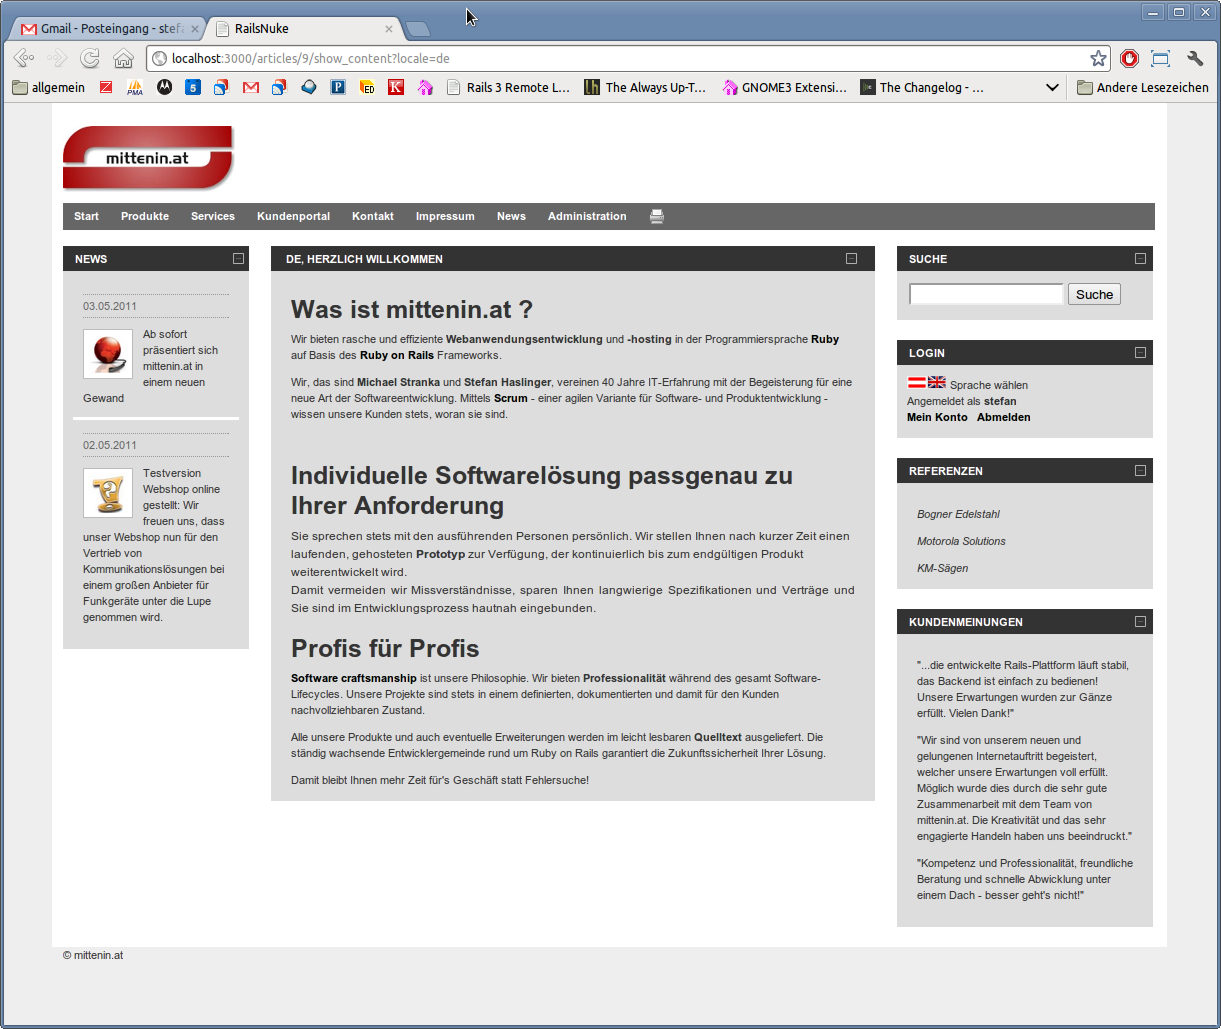 Gmail - Posteingang - stef
RailsNuke
localhost:3000/articles/9/show_content?locale=de
allgemein
PMA
5
P
ED
K
Rails 3 Remote L...
lh
The Always Up-T...
GNOME3 Extensi...
The Changelog - ...
Andere Lesezeichen
mittenin.at
Start
Produkte
Services
Kundenportal
Kontakt
Impressum
News
Administration
NEWS
03.05.2011
Ab sofort
präsentiert sich
mittenin.at in
einem neuen
Gewand
02.05.2011
Testversion
Webshop online
gestellt: Wir
freuen uns, dass
unser Webshop nun für den
Vertrieb von
Kommunikationslösungen bei
einem großen Anbieter für
Funkgeräte unter die Lupe
genommen wird.
DE, HERZLICH WILLKOMMEN
Was ist mittenin.at ?
Wir bieten rasche und effiziente Webanwendungsentwicklung und -hosting in der Programmiersprache Ruby
auf Basis des Ruby on Rails Frameworks.
Wir, das sind Michael Stranka und Stefan Haslinger, vereinen 40 Jahre IT-Erfahrung mit der Begeisterung für eine
neue Art der Softwareentwicklung. Mittels Scrum - einer agilen Variante für Software- und Produktentwicklung -
wissen unsere Kunden stets, woran sie sind.
Individuelle Softwarelösung passgenau zu
Ihrer Anforderung
Sie sprechen stets mit den ausführenden Personen persönlich. Wir stellen Ihnen nach kurzer Zeit einen
laufenden, gehosteten Prototyp zur Verfügung, der kontinuierlich bis zum endgültigen Produkt
weiterentwickelt wird.
Damit vermeiden wir Missverständnisse, sparen Ihnen langwierige Spezifikationen und Verträge und
Sie sind im Entwicklungsprozess hautnah eingebunden.
Profis für Profis
Software craftsmanship ist unsere Philosophie. Wir bieten Professionalität während des gesamt Software-
Lifecycles. Unsere Projekte sind stets in einem definierten, dokumentierten und damit für den Kunden
nachvollziehbaren Zustand.
Alle unsere Produkte und auch eventuelle Erweiterungen werden im leicht lesbaren Quelltext ausgeliefert. Die
ständig wachsende Entwicklergemeinde rund um Ruby on Rails garantiert die Zukunftssicherheit Ihrer Lösung.
Damit bleibt Ihnen mehr Zeit für's Geschäft statt Fehlersuche!
SUCHE
Suche
LOGIN
Sprache wählen
Angemeldet als stefan
Mein Konto Abmelden
REFERENZEN
Bogner Edelstahl
Motorola Solutions
KM-Sägen
KUNDENMEINUNGEN
"...die entwickelte Rails-Plattform läuft stabil,
das Backend ist einfach zu bedienen!
Unsere Erwartungen wurden zur Gänze
erfüllt. Vielen Dank!"
"Wir sind von unserem neuen und
gelungenen Internetauftritt begeistert,
welcher unsere Erwartungen voll erfüllt.
Möglich wurde dies durch die sehr gute
Zusammenarbeit mit dem Team von
mittenin.at. Die Kreativität und das sehr
engagierte Handeln haben uns beeindruckt."
"Kompetenz und Professionalität, freundliche
Beratung und schnelle Abwicklung unter
einem Dach - besser geht's nicht!"
© mittenin.at